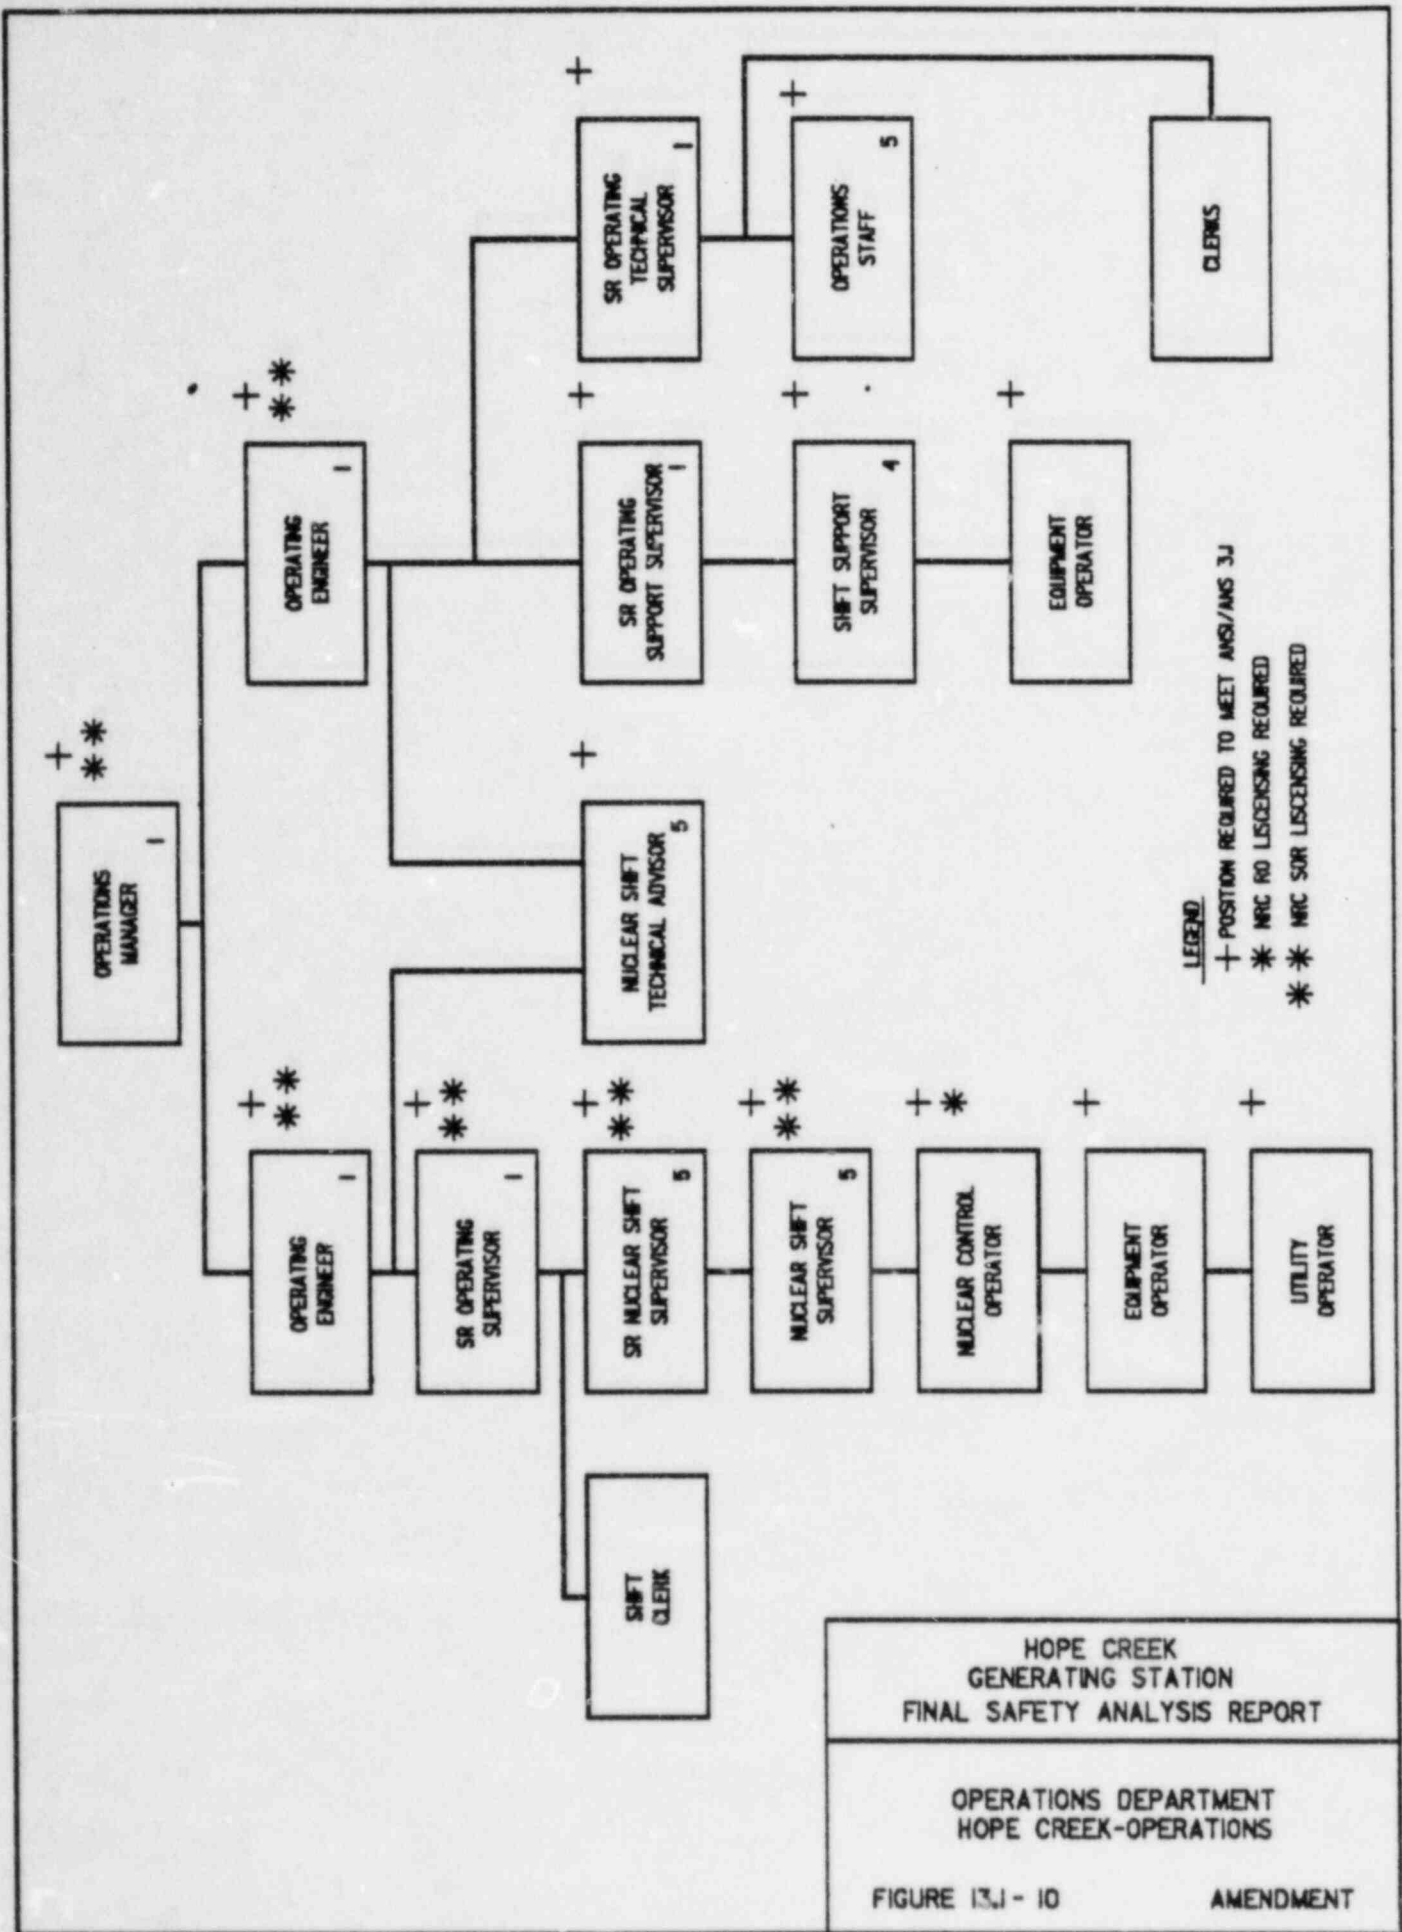 OPERATIONS
MANAGER
1
+
* *
OPERATING
ENGINEER
1
+
* *
OPERATING
ENGINEER
1
+
* *
SR OPERATING
SUPERVISOR
1
+
* *
SHIFT
CLERK
SR NUCLEAR SHIFT
SUPERVISOR
5
+
* *
NUCLEAR SHIFT
TECHNICAL ADVISOR
5
+
SR OPERATING
SUPPORT SUPERVISOR
1
+
SR OPERATING
TECHNICAL
SUPERVISOR
1
+
NUCLEAR SHIFT
SUPERVISOR
5
+
* *
SHIFT SUPPORT
SUPERVISOR
4
+
OPERATIONS
STAFF
5
+
NUCLEAR CONTROL
OPERATOR
+
*
EQUIPMENT
OPERATOR
+
EQUIPMENT
OPERATOR
+
CLERKS
UTILITY
OPERATOR
+
LEGEND
+ POSITION REQUIRED TO MEET ANSI/ANS 3.1
* NRC RO LISCENSING REQUIRED
* * NRC SOR LISCENSING REQUIRED
HOPE CREEK
GENERATING STATION
FINAL SAFETY ANALYSIS REPORT
OPERATIONS DEPARTMENT
HOPE CREEK-OPERATIONS
FIGURE 13.1 - 10 AMENDMENT